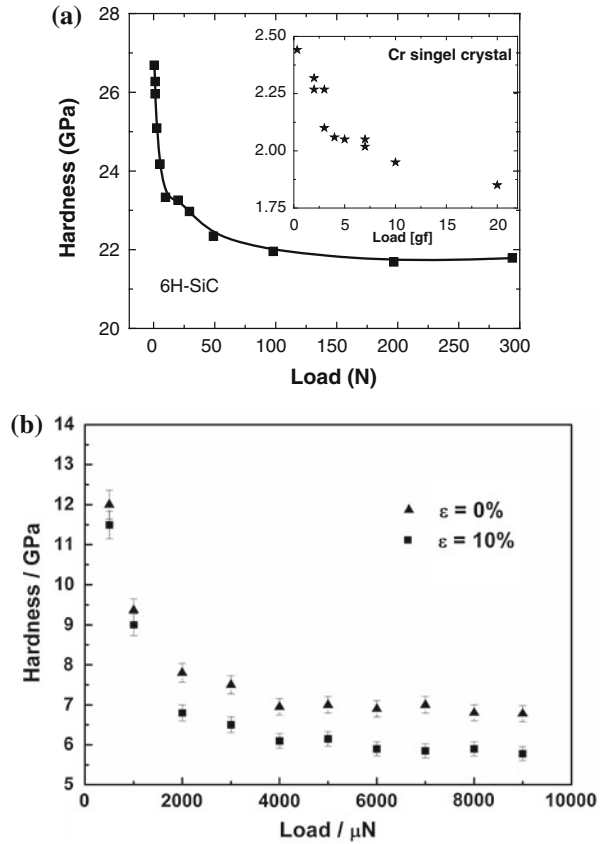 (a)
28
26
24
22
20
Hardness (GPa)
6H-SiC
0 50 100 150 200 250 300
Load (N)
Cr singel crystal
2.50
2.25
2.00
1.75
0 5 10 15 20
Load [gf]
(b)
14
13
12
11
10
9
8
7
6
5
Hardness / GPa
ε = 0%
ε = 10%
0 2000 4000 6000 8000 10000
Load / μN